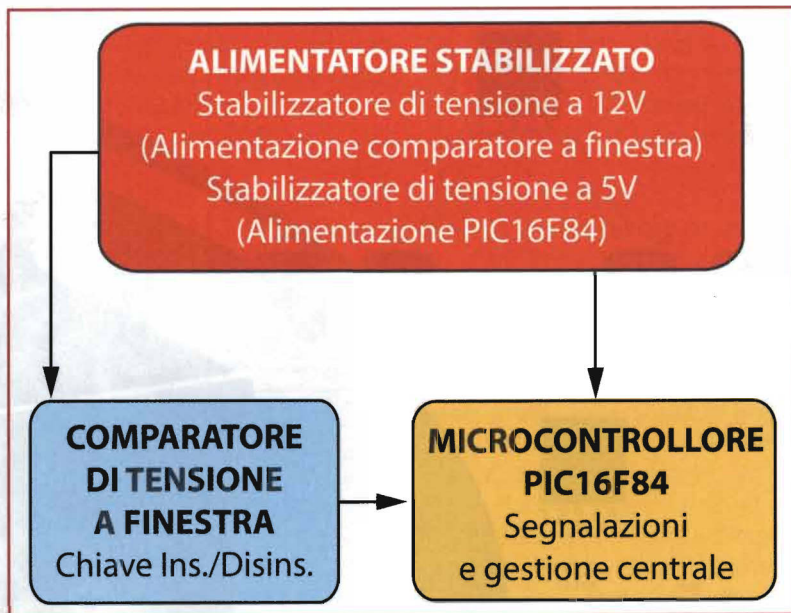 ALIMENTATORE STABILIZZATO
Stabilizzatore di tensione a 12V
(Alimentazione comparatore a finestra)
Stabilizzatore di tensione a 5V
(Alimentazione PIC16F84)
COMPARATORE
DI TENSIONE
A FINESTRA
Chiave Ins./Disins.
MICROCONTROLLORE
PIC16F84
Segnalazioni
e gestione centrale